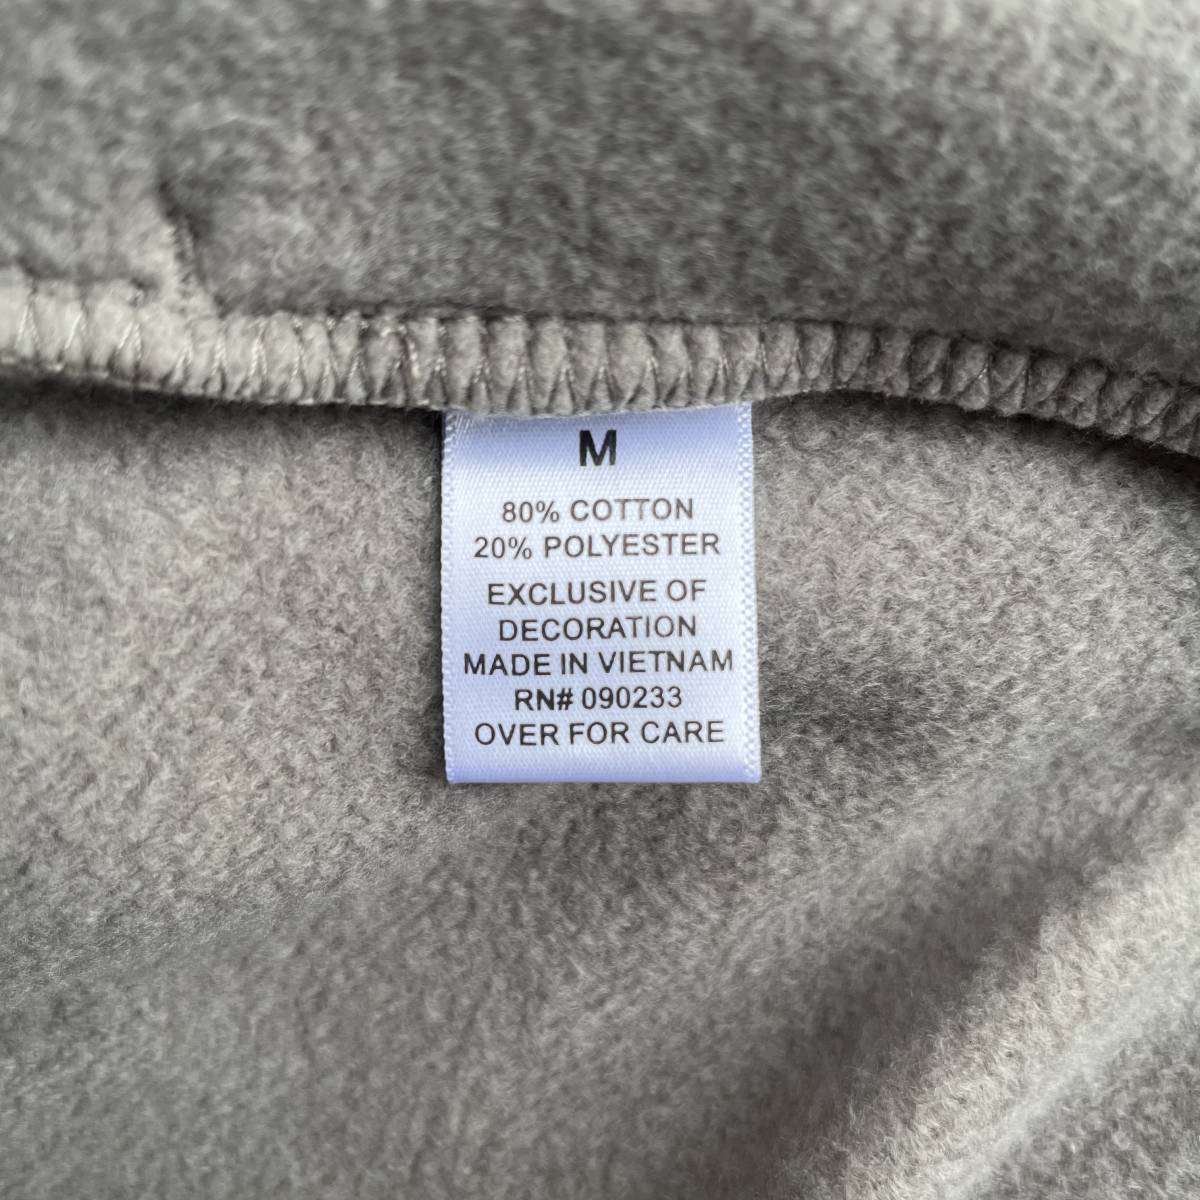 M
80% COTTON
20% POLYESTER
EXCLUSIVE OF
DECORATION
MADE IN VIETNAM
RN# 090233
OVER FOR CARE